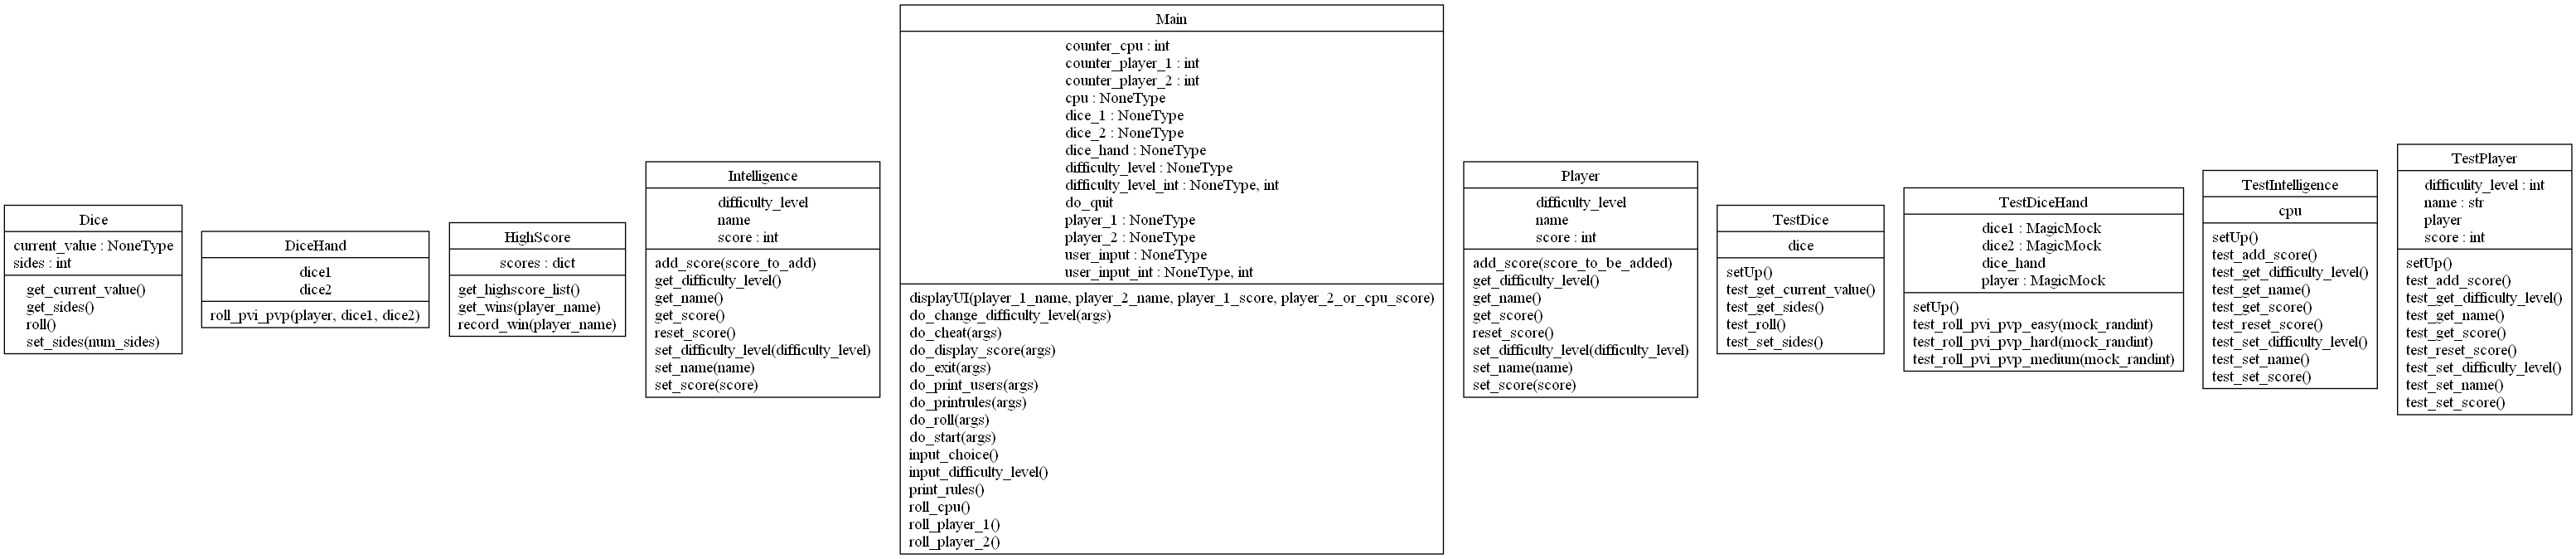 Dice
current_value : NoneType
sides : int
get_current_value()
get_sides()
roll()
set_sides(num_sides)
DiceHand
dice1
dice2
roll_pvi_pvp(player, dice1, dice2)
HighScore
scores : dict
get_highscore_list()
get_wins(player_name)
record_win(player_name)
Intelligence
difficulty_level
name
score : int
add_score(score_to_add)
get_difficulty_level()
get_name()
get_score()
reset_score()
set_difficulty_level(difficulty_level)
set_name(name)
set_score(score)
Main
counter_cpu : int
counter_player_1 : int
counter_player_2 : int
cpu : NoneType
dice_1 : NoneType
dice_2 : NoneType
dice_hand : NoneType
difficulty_level : NoneType
difficulty_level_int : NoneType, int
do_quit
player_1 : NoneType
player_2 : NoneType
user_input : NoneType
user_input_int : NoneType, int
displayUI(player_1_name, player_2_name, player_1_score, player_2_or_cpu_score)
do_change_difficulty_level(args)
do_cheat(args)
do_display_score(args)
do_exit(args)
do_print_users(args)
do_printrules(args)
do_roll(args)
do_start(args)
input_choice()
input_difficulty_level()
print_rules()
roll_cpu()
roll_player_1()
roll_player_2()
Player
difficulty_level
name
score : int
add_score(score_to_be_added)
get_difficulty_level()
get_name()
get_score()
reset_score()
set_difficulty_level(difficulty_level)
set_name(name)
set_score(score)
TestDice
dice
setUp()
test_get_current_value()
test_get_sides()
test_roll()
test_set_sides()
TestDiceHand
dice1 : MagicMock
dice2 : MagicMock
dice_hand
player : MagicMock
setUp()
test_roll_pvi_pvp_easy(mock_randint)
test_roll_pvi_pvp_hard(mock_randint)
test_roll_pvi_pvp_medium(mock_randint)
TestIntelligence
cpu
setUp()
test_add_score()
test_get_difficulty_level()
test_get_name()
test_get_score()
test_reset_score()
test_set_difficulty_level()
test_set_name()
test_set_score()
TestPlayer
difficulity_level : int
name : str
player
score : int
setUp()
test_add_score()
test_get_difficulty_level()
test_get_name()
test_get_score()
test_reset_score()
test_set_difficulty_level()
test_set_name()
test_set_score()